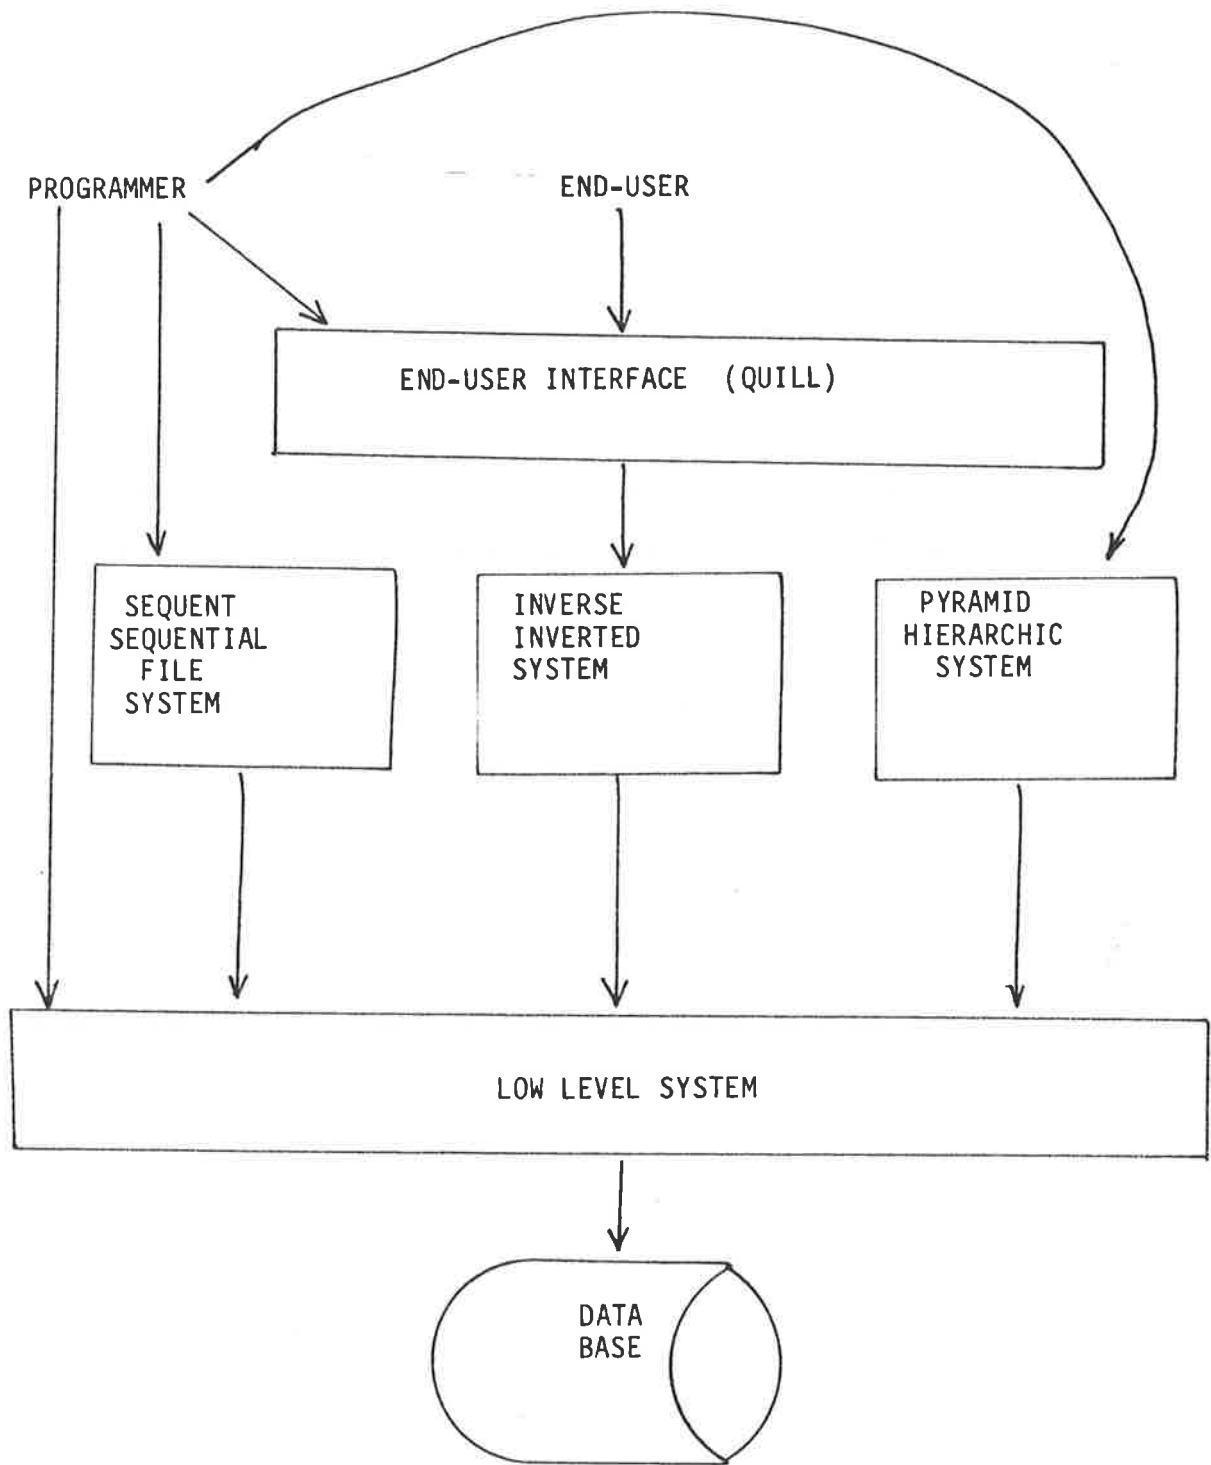 PROGRAMMER
END-USER
END-USER INTERFACE (QUILL)
SEQUENT
SEQUENTIAL
FILE
SYSTEM
INVERSE
INVERTED
SYSTEM
PYRAMID
HIERARCHIC
SYSTEM
LOW LEVEL SYSTEM
DATA
BASE